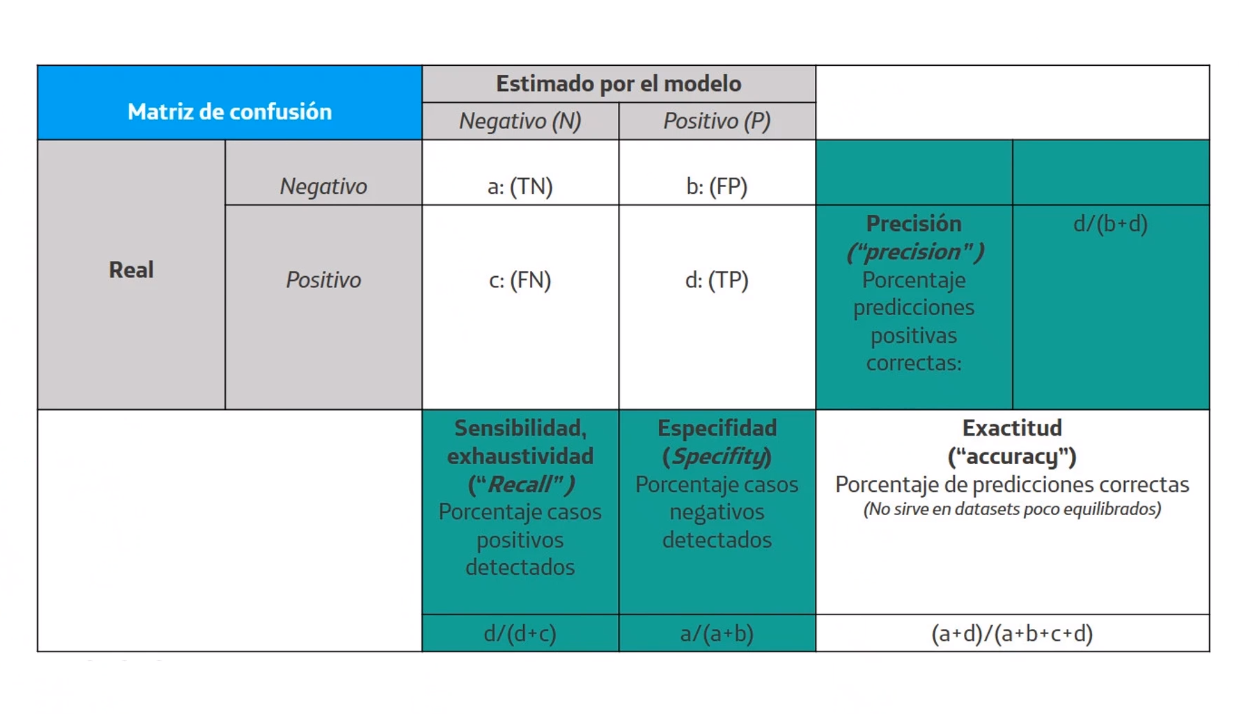 Matriz de confusión
Estimado por el modelo
Negativo (N)
Positivo (P)
Real
Negativo
a: (TN)
b: (FP)
Positivo
c: (FN)
d: (TP)
Precisión
("precision")
Porcentaje
predicciones
positivas
correctas:
d/(b+d)
Sensibilidad,
exhaustividad
("Recall")
Porcentaje casos
positivos
detectados
Especifidad
(Specifity)
Porcentaje casos
negativos
detectados
Exactitud
("accuracy")
Porcentaje de predicciones correctas
(No sirve en datasets poco equilibrados)
d/(d+c)
a/(a+b)
(a+d)/(a+b+c+d)